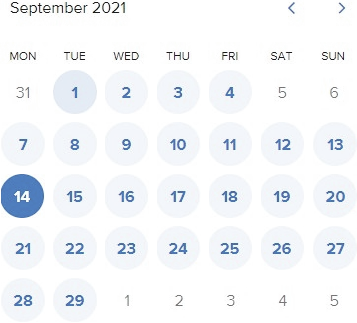 September 2021
MON TUE WED THU FRI SAT SUN
31 1 2 3 4 5 6
7 8 9 10 11 12 13
14 15 16 17 18 19 20
21 22 23 24 25 26 27
28 29 1 2 3 4 5